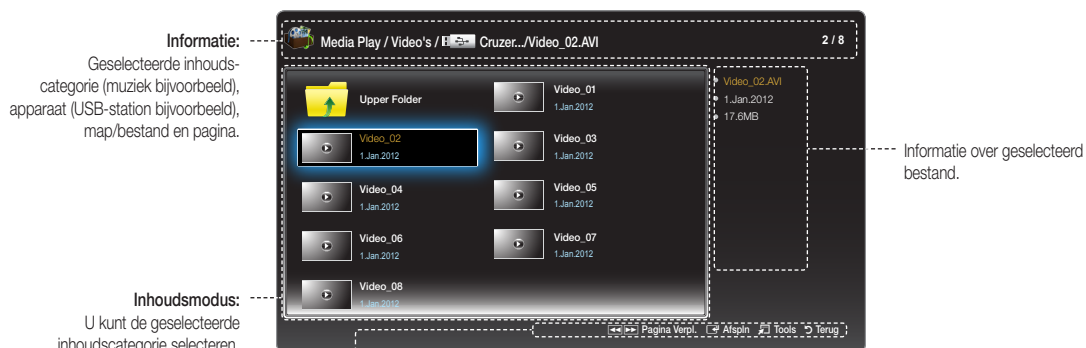 Informatie:
Geselecteerde inhouds-
categorie (muziek bijvoorbeeld),
apparaat (USB-station bijvoorbeeld),
map/bestand en pagina.
Media Play / Video's / Cruzer.../Video_02.AVI
2 / 8
Upper Folder
Video_01
1.Jan.2012
Video_02
1.Jan.2012
Video_03
1.Jan.2012
Video_04
1.Jan.2012
Video_05
1.Jan.2012
Video_06
1.Jan.2012
Video_07
1.Jan.2012
Video_08
1.Jan.2012
Video_02.AVI
1.Jan.2012
17.6MB
Informatie over geselecteerd
bestand.
Inhoudsmodus:
U kunt de geselecteerde
inhoudscategorie selecteren.
Pagina Verpl. Afspln Tools Terug